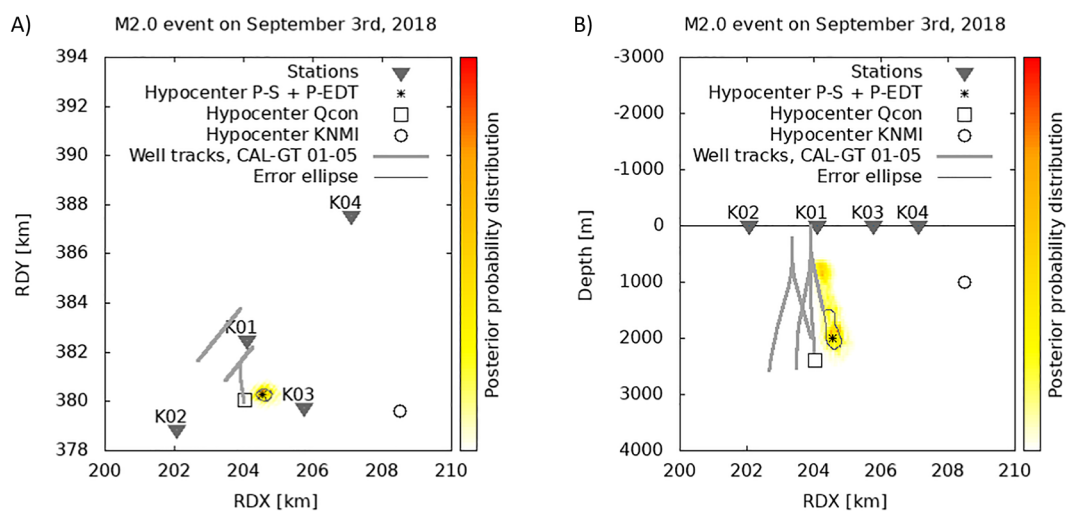 A)
M2.0 event on September 3rd, 2018
394
392
390
388
386
384
382
380
378
200
202
204
206
208
210
RDY [km]
RDX [km]
Stations
Hypocenter P-S + P-EDT
Hypocenter Qcon
Hypocenter KNMI
Well tracks, CAL-GT 01-05
Error ellipse
K04
K01
K03
K02
Posterior probability distribution
B)
M2.0 event on September 3rd, 2018
-3000
-2000
-1000
0
1000
2000
3000
4000
200
202
204
206
208
210
Depth [m]
RDX [km]
Stations
Hypocenter P-S + P-EDT
Hypocenter Qcon
Hypocenter KNMI
Well tracks, CAL-GT 01-05
Error ellipse
K02
K01
K03
K04
Posterior probability distribution